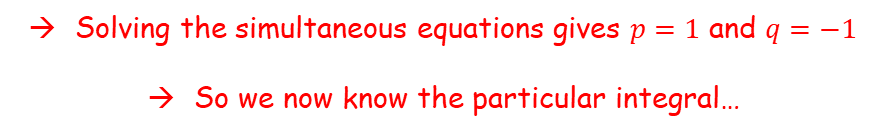 → Solving the simultaneous equations gives p = 1 and q = −1
→ So we now know the particular integral...